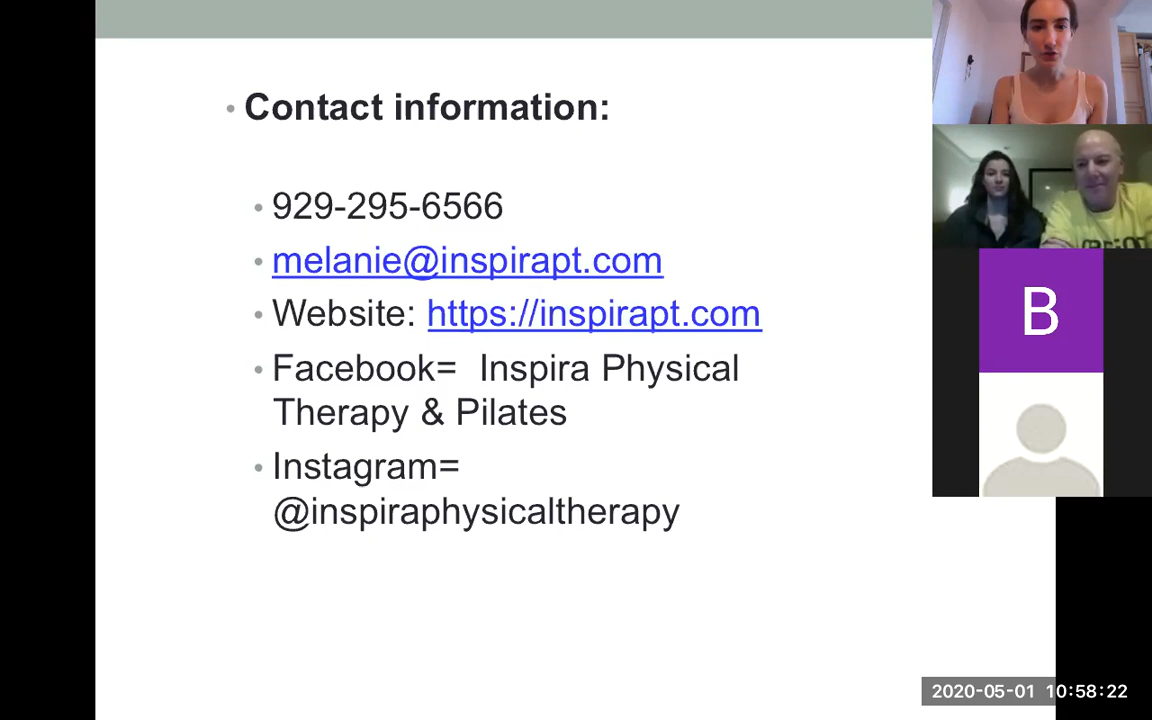 Contact information:
929-295-6566
melanie@inspirapt.com
Website: https://inspirapt.com
Facebook= Inspira Physical
Therapy & Pilates
Instagram=
@inspiraphysicaltherapy
B
2020-05-01 10:58:22